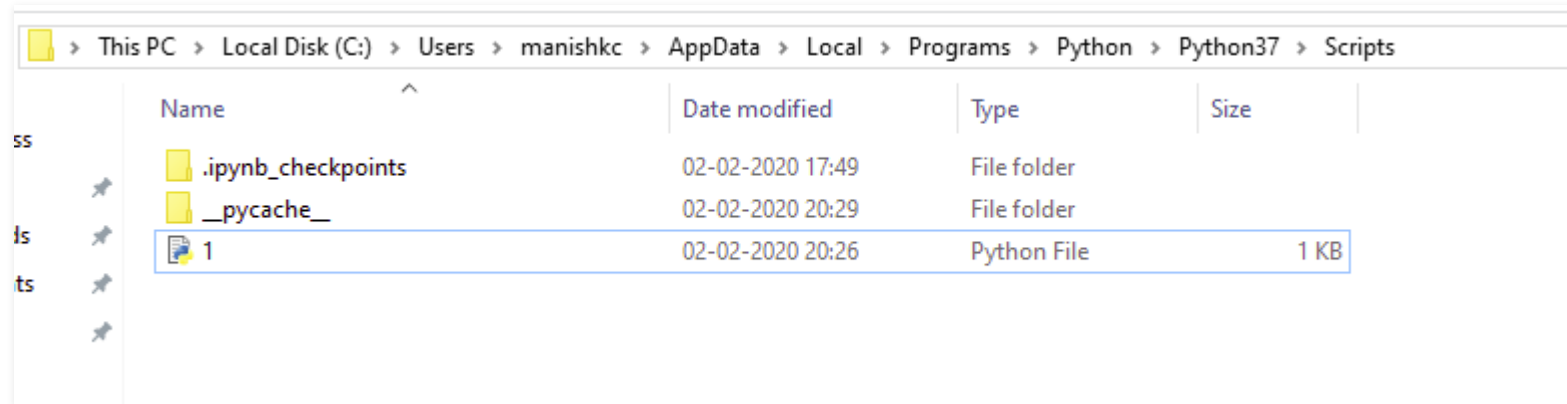 This PC > Local Disk (C:) > Users > manishkc > AppData > Local > Programs > Python > Python37 > Scripts
Name Date modified Type Size
ss
.ipynb_checkpoints 02-02-2020 17:49 File folder
__pycache__ 02-02-2020 20:29 File folder
ds
1 02-02-2020 20:26 Python File 1 KB
ts